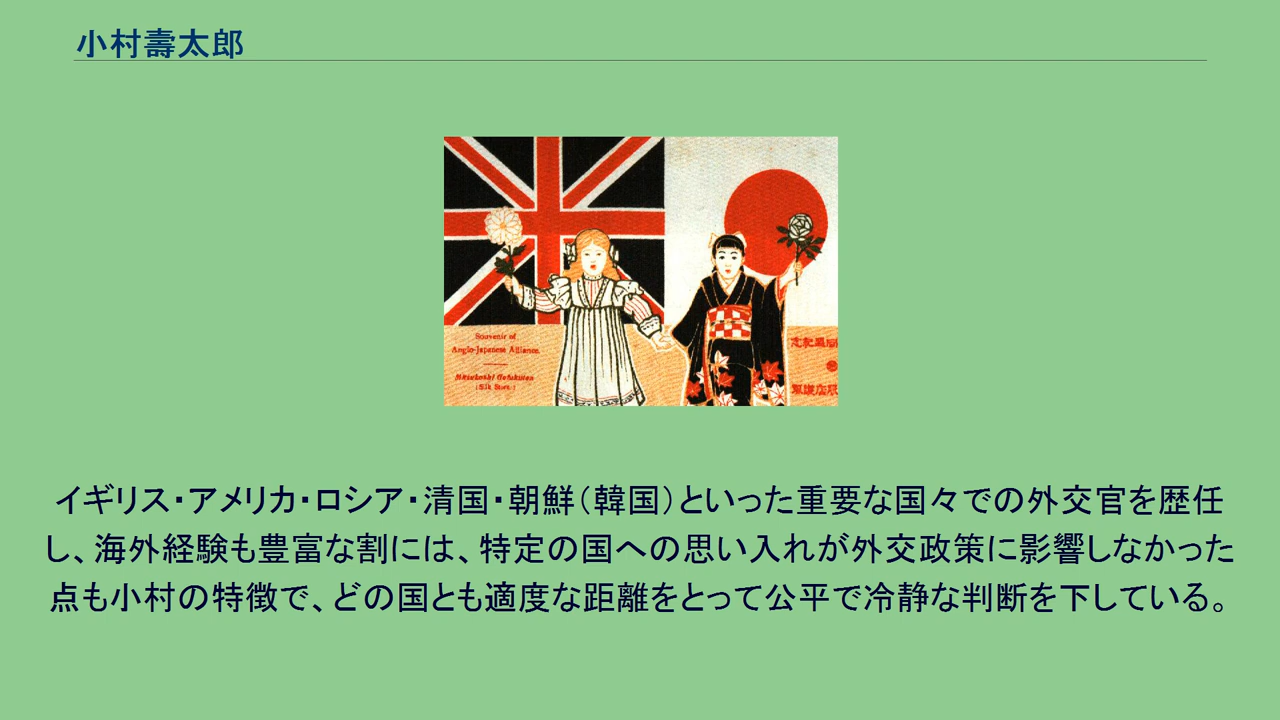 小村壽太郎
Souvenir of
Anglo-Japanese Alliance.
Mitsukoshi Gofukuten
(Silk Store.)
イギリス・アメリカ・ロシア・清国・朝鮮（韓国）といった重要な国々での外交官を歴任
し、海外経験も豊富な割には、特定の国への思い入れが外交政策に影響しなかった
点も小村の特徴で、どの国とも適度な距離をとって公平で冷静な判断を下している。